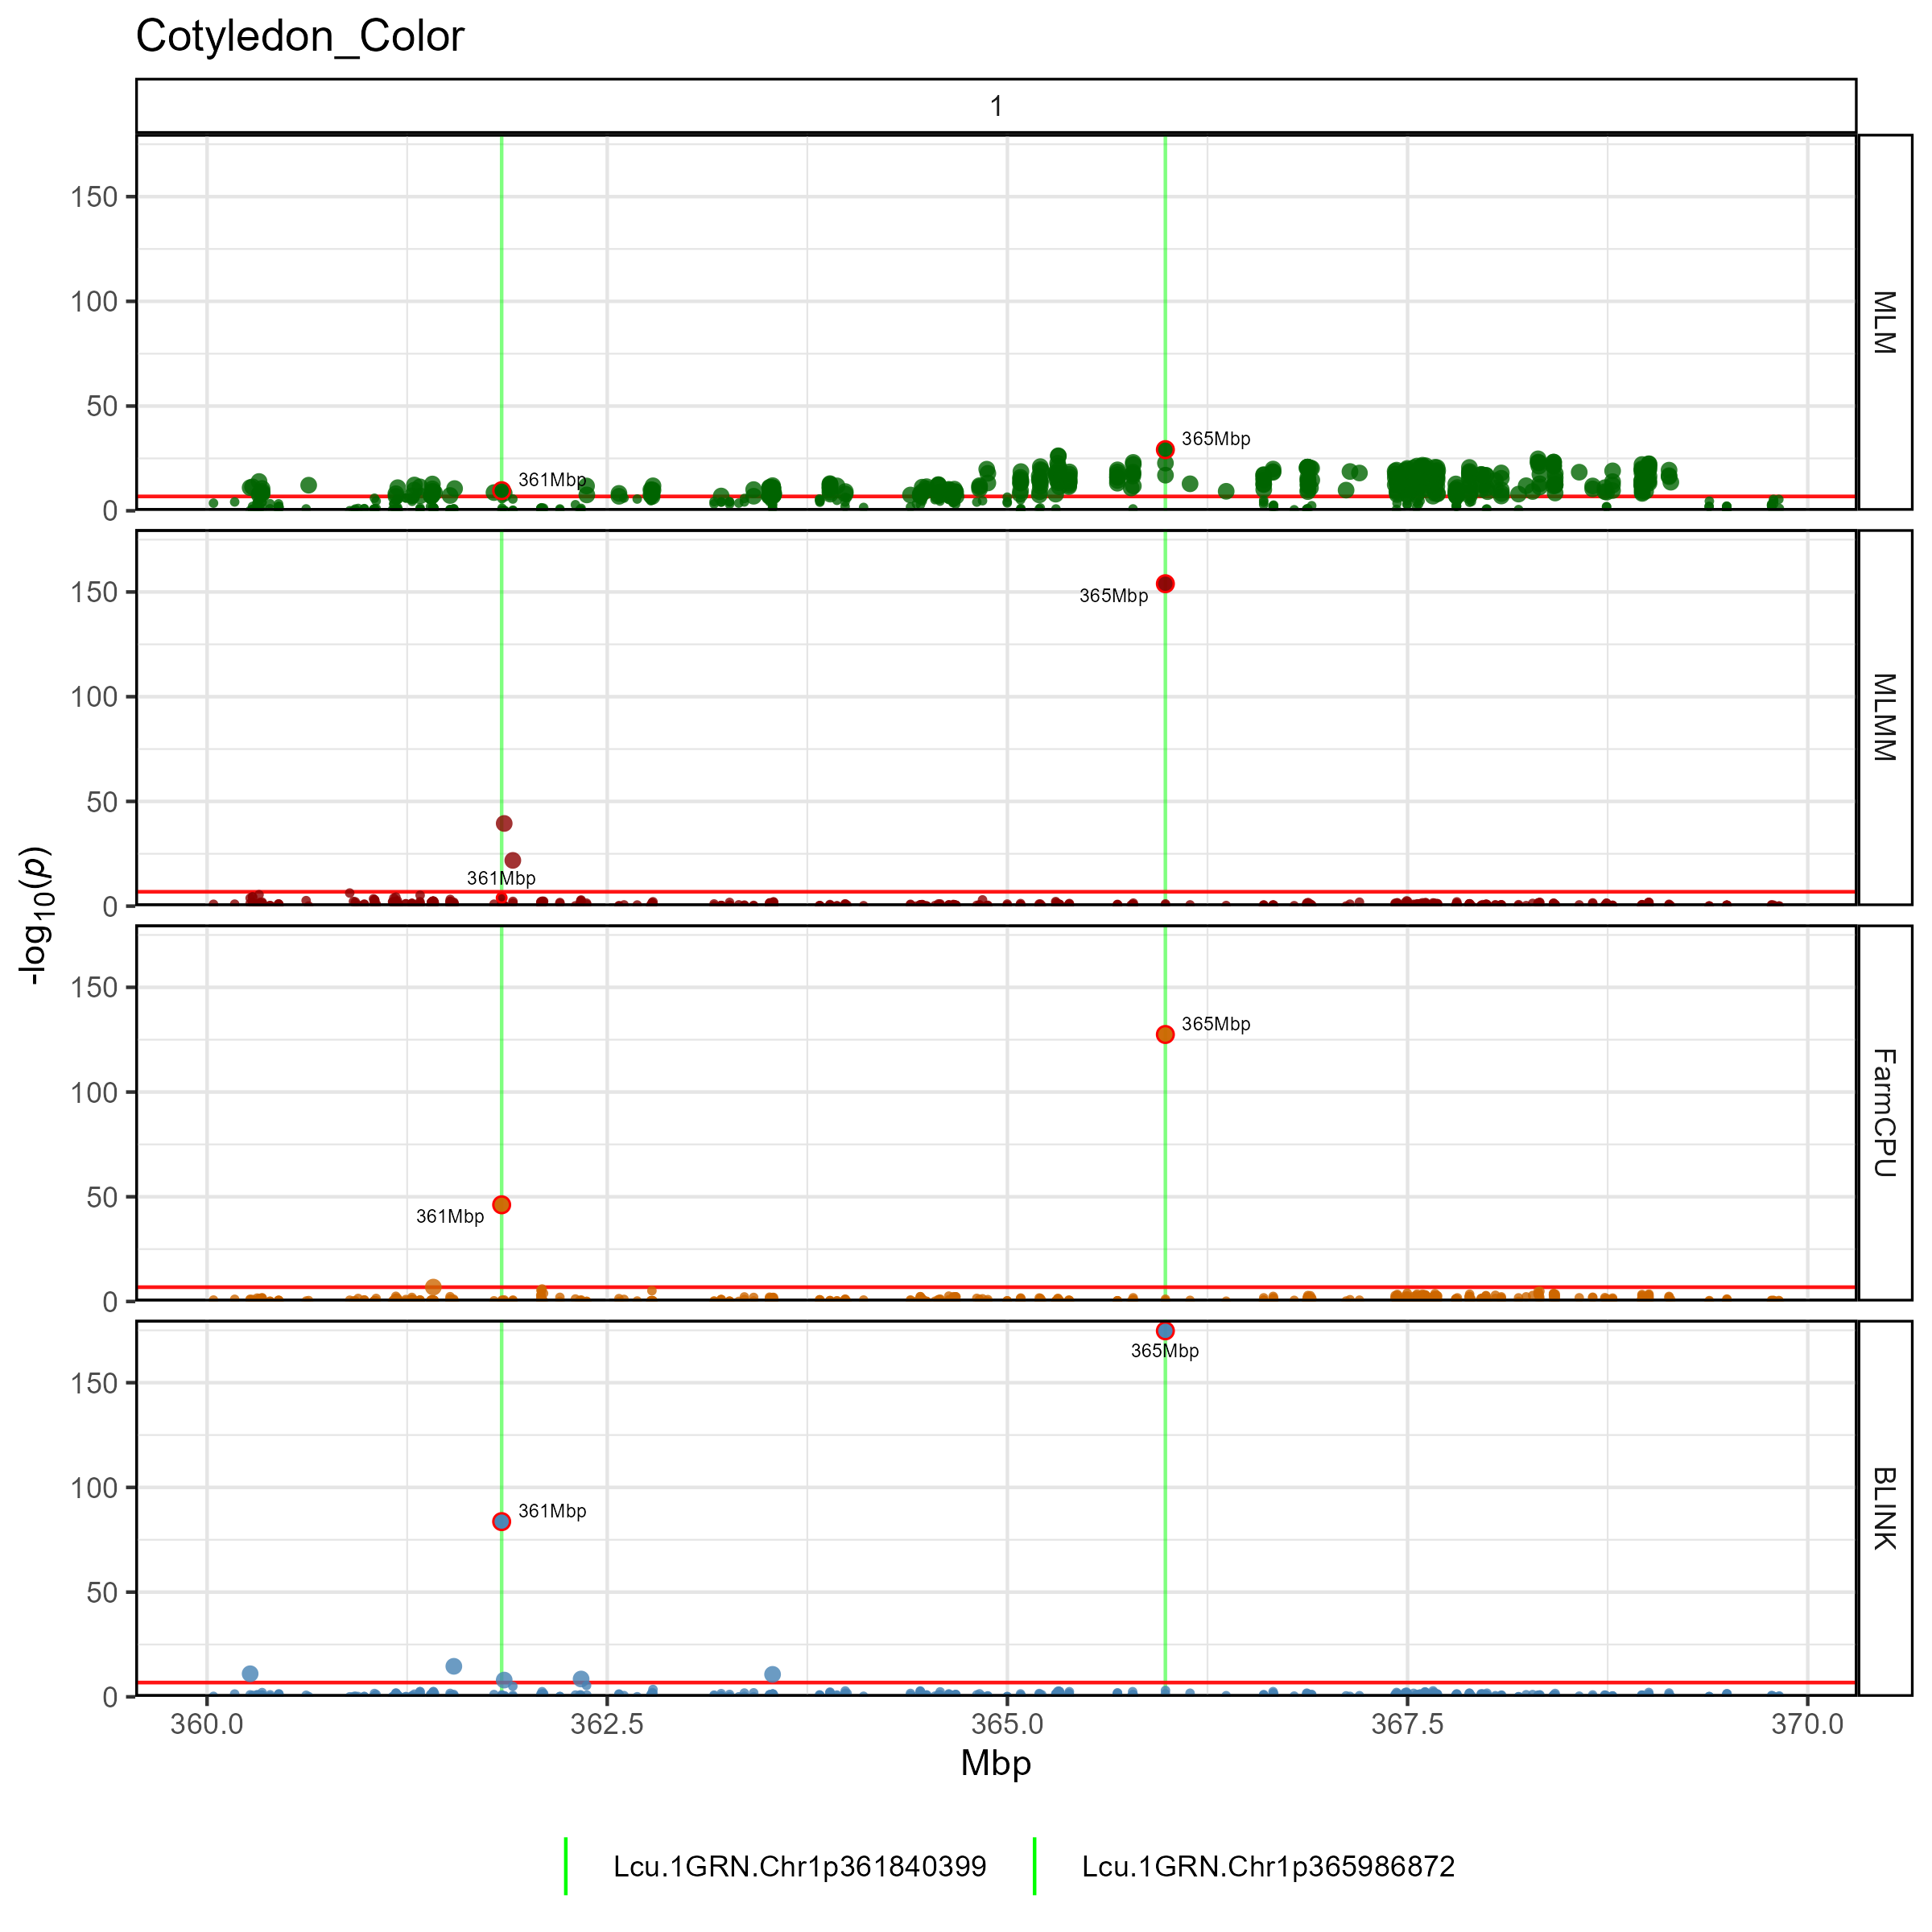 Cotyledon_Color
1
150
100
50
0
361Mbp
365Mbp
MLM
150
100
50
0
365Mbp
361Mbp
MLMM
-log10(p)
150
100
50
0
365Mbp
361Mbp
FarmCPU
150
100
50
0
365Mbp
361Mbp
BLINK
360.0 362.5 365.0 367.5 370.0
Mbp
Lcu.1GRN.Chr1p361840399 Lcu.1GRN.Chr1p365986872